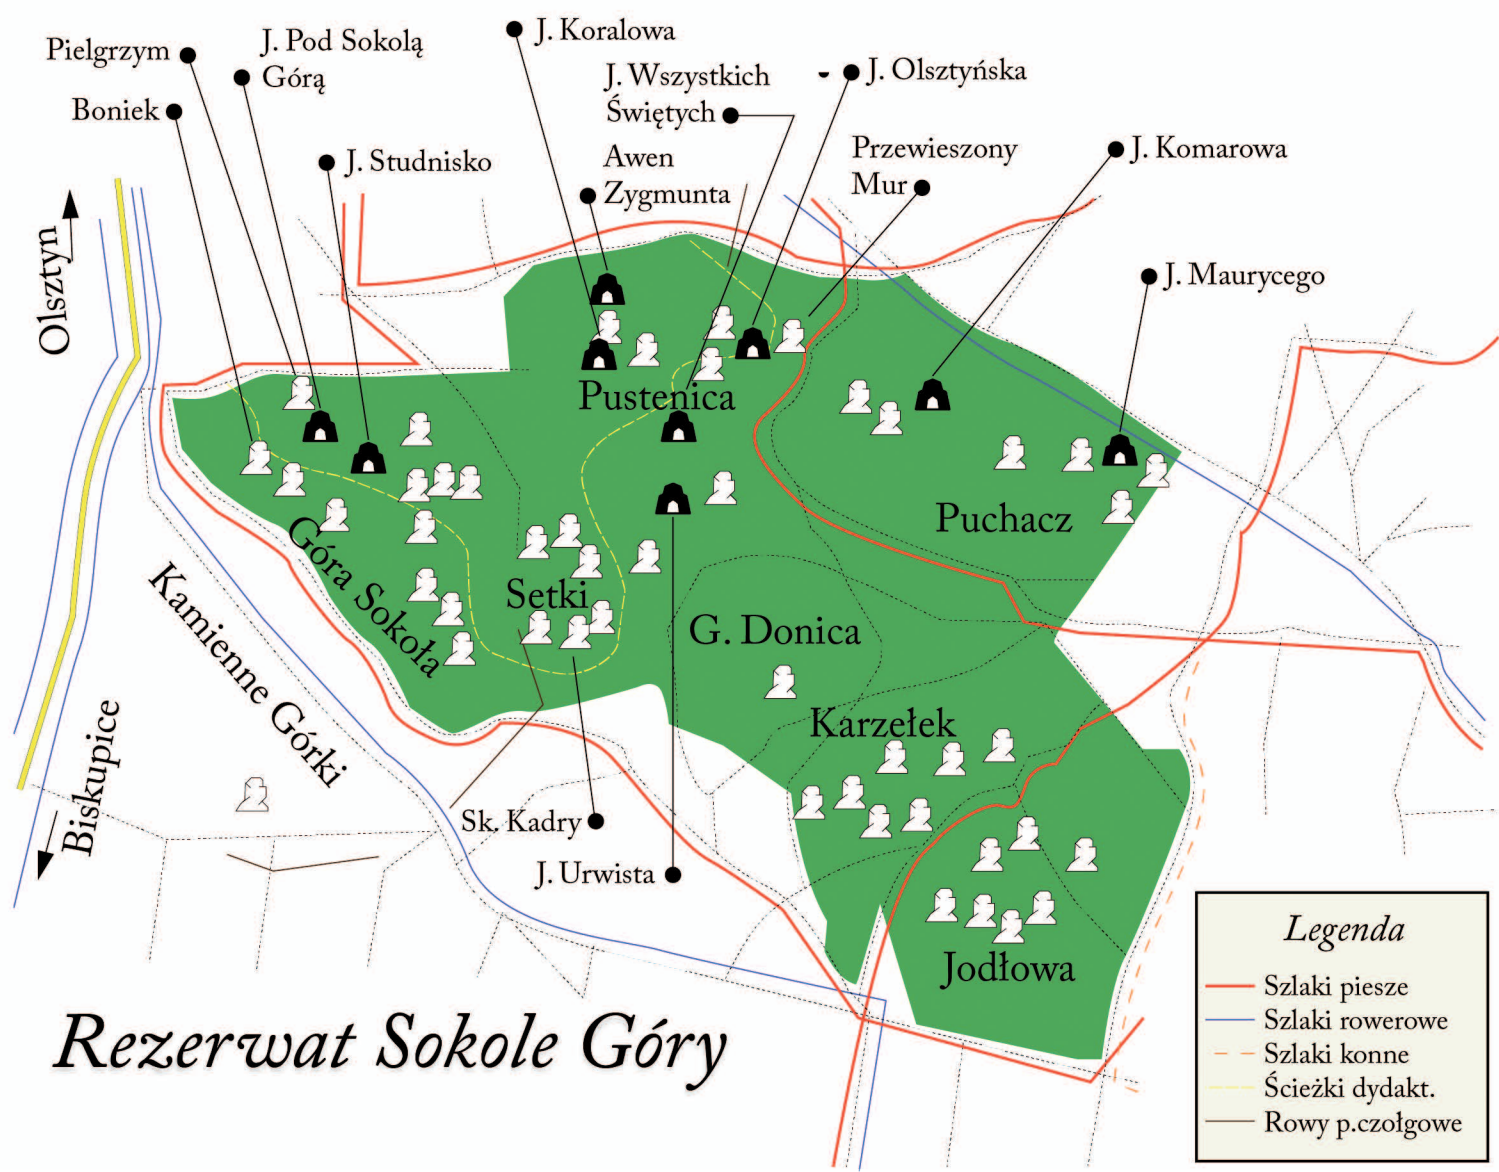 Pielgrzym
J. Pod Sokolą
Górą
Boniek
J. Studnisko
J. Koralowa
J. Wszystkich
Świętych
Awen
Zygmunta
J. Olsztyńska
Przewieszony
Mur
J. Komarowa
J. Maurycego
Olsztyn
Biskupice
Kamienne Górki
Góra Sokoła
Pustenica
Setki
G. Donica
Puchacz
Karzełek
Jodłowa
Sk. Kadry
J. Urwista
Rezerwat Sokole Góry
Legenda
Szlaki piesze
Szlaki rowerowe
Szlaki konne
Ścieżki dydakt.
Rowy p.czołgowe